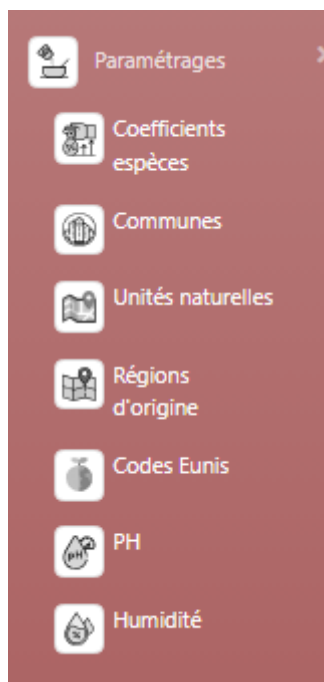 Paramétrages
Coefficients
espèces
Communes
Unités naturelles
Régions
d'origine
Codes Eunis
PH
Humidité